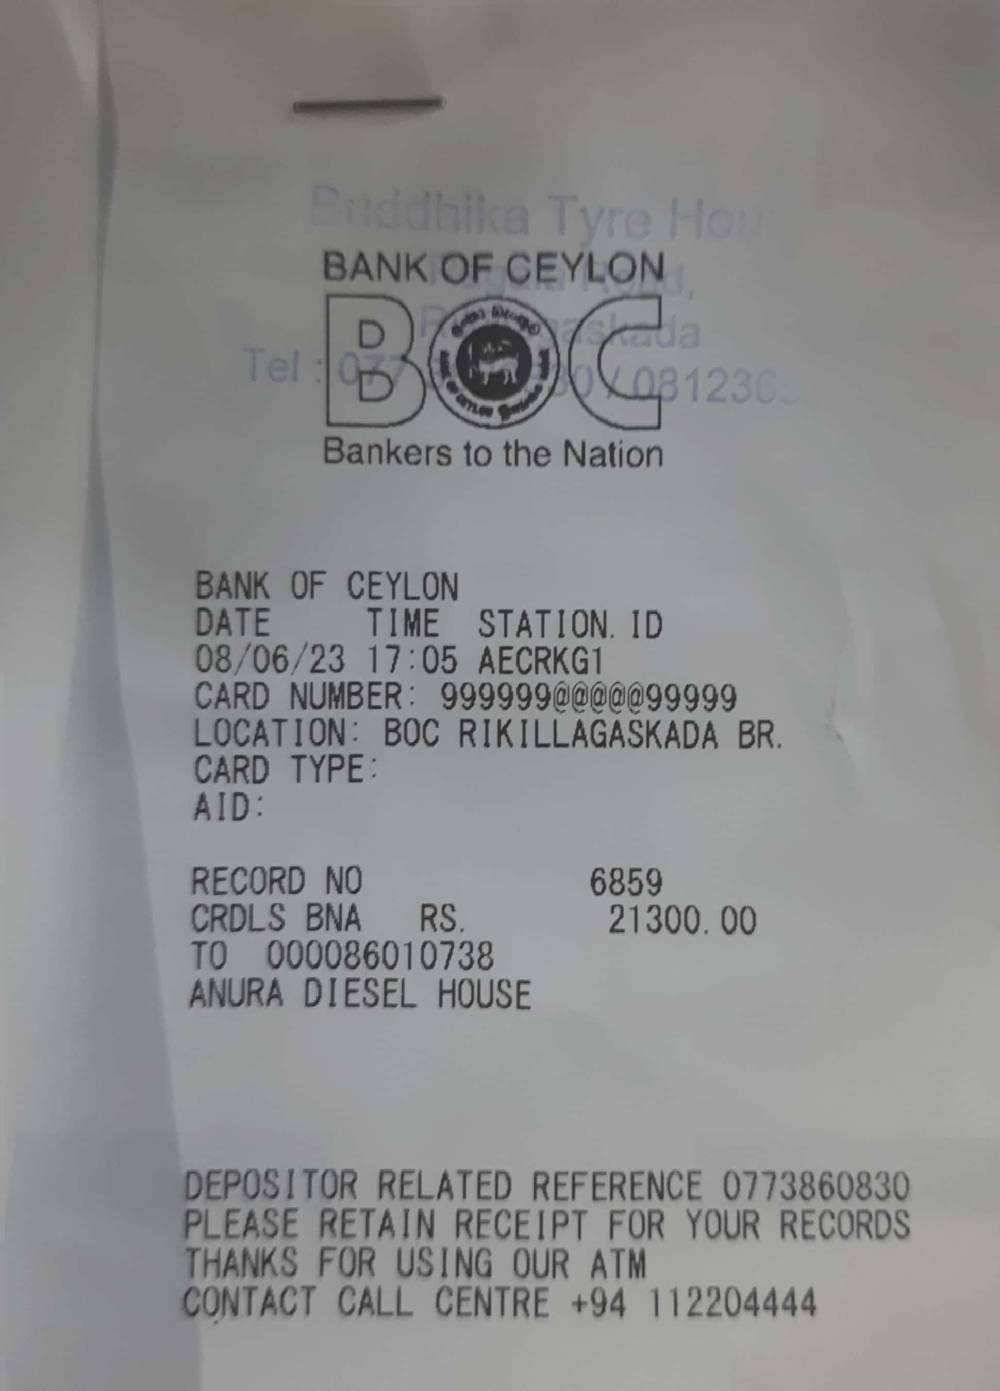 Buddhika Tyre Hou
BANK OF CEYLON
BOC
Tel : 077 0812
Bankers to the Nation
BANK OF CEYLON
DATE TIME STATION.ID
08/06/23 17:05 AECRKG1
CARD NUMBER: 999999@@@@@99999
LOCATION: BOC RIKILLAGASKADA BR.
CARD TYPE:
AID:
RECORD NO 6859
CRDLS BNA RS. 21300.00
TO 000086010738
ANURA DIESEL HOUSE
DEPOSITOR RELATED REFERENCE 0773860830
PLEASE RETAIN RECEIPT FOR YOUR RECORDS
THANKS FOR USING OUR ATM
CONTACT CALL CENTRE +94 112204444